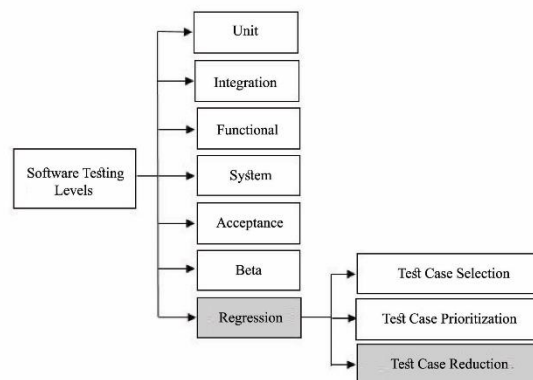 Unit
Integration
Functional
Software Testing
Levels
System
Acceptance
Beta
Regression
Test Case Selection
Test Case Prioritization
Test Case Reduction